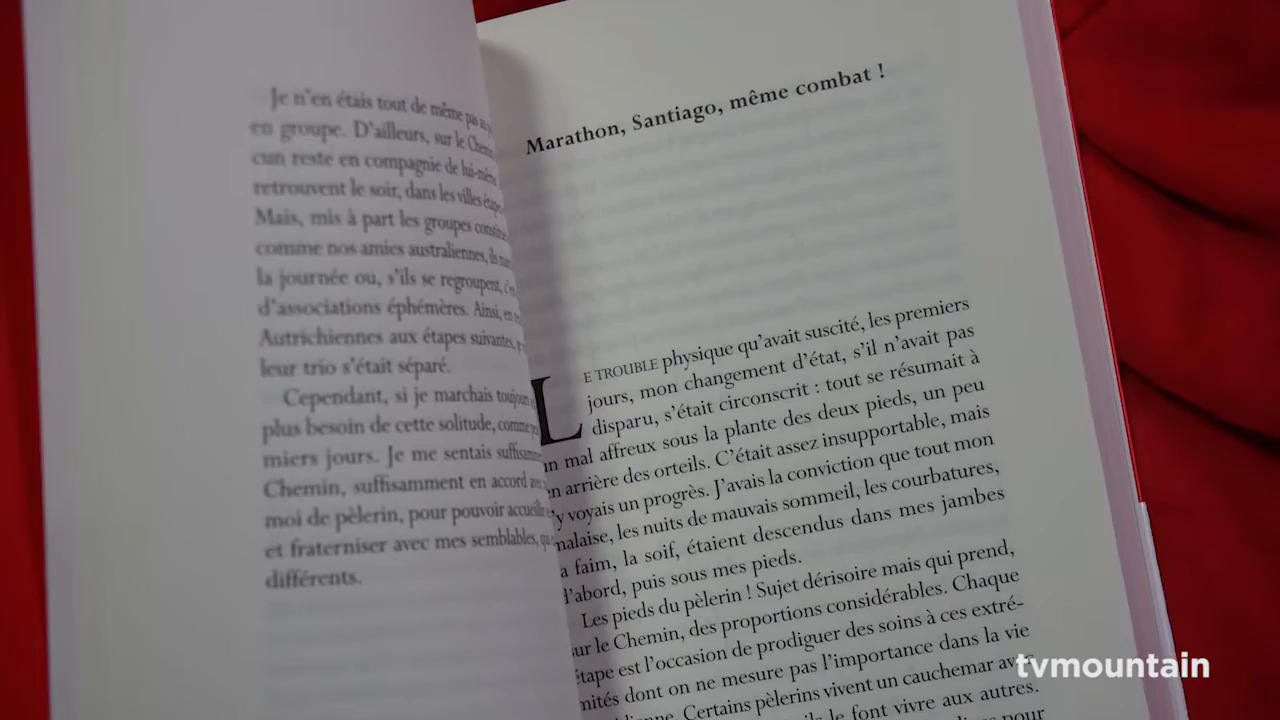 Je n'en étais tout de même pas
en groupe. D'ailleurs, sur le
cun reste en compagnie de lui-même
retrouvent le soir, dans les villes
Mais, mis à part les groupes
comme nos amies australiennes, ils
la journée ou, s'ils se regroupent,
d'associations éphémères. Ainsi, en
Autrichiennes aux étapes suivantes,
leur trio s'était séparé.
Cependant, si je marchais
plus besoin de cette solitude, comme
miers jours. Je me sentais
Chemin, suffisamment en accord
moi de pèlerin, pour pouvoir
et fraterniser avec mes semblables,
différents.
Marathon, Santiago, même combat !
LE TROUBLE physique qu'avait suscité, les premiers
jours, mon changement d'état, s'il n'avait pas
disparu, s'était circonscrit : tout se résumait à
un mal affreux sous la plante des deux pieds, un peu
en arrière des orteils. C'était assez insupportable, mais
j'y voyais un progrès. J'avais la conviction que tout mon
malaise, les nuits de mauvais sommeil, les courbatures,
la faim, la soif, étaient descendus dans mes jambes
d'abord, puis sous mes pieds.
Les pieds du pèlerin ! Sujet dérisoire mais qui prend,
sur le Chemin, des proportions considérables. Chaque
étape est l'occasion de prodiguer des soins à ces extré-
mités dont on ne mesure pas l'importance dans la vie
Certains pèlerins vivent un cauchemar avec
le font vivre aux autres.
pour
tvmountain